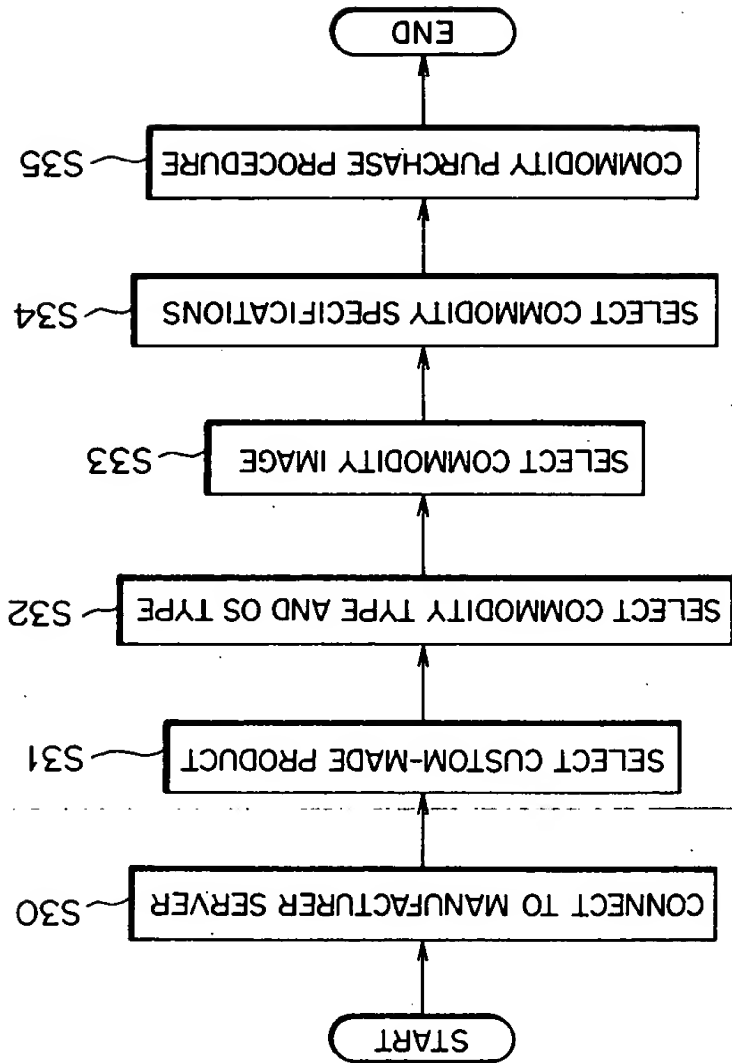 START
CONNECT TO MANUFACTURER SERVER S30
SELECT CUSTOM-MADE PRODUCT S31
SELECT COMMODITY TYPE AND OS TYPE S32
SELECT COMMODITY IMAGE S33
SELECT COMMODITY SPECIFICATIONS S34
COMMODITY PURCHASE PROCEDURE S35
END